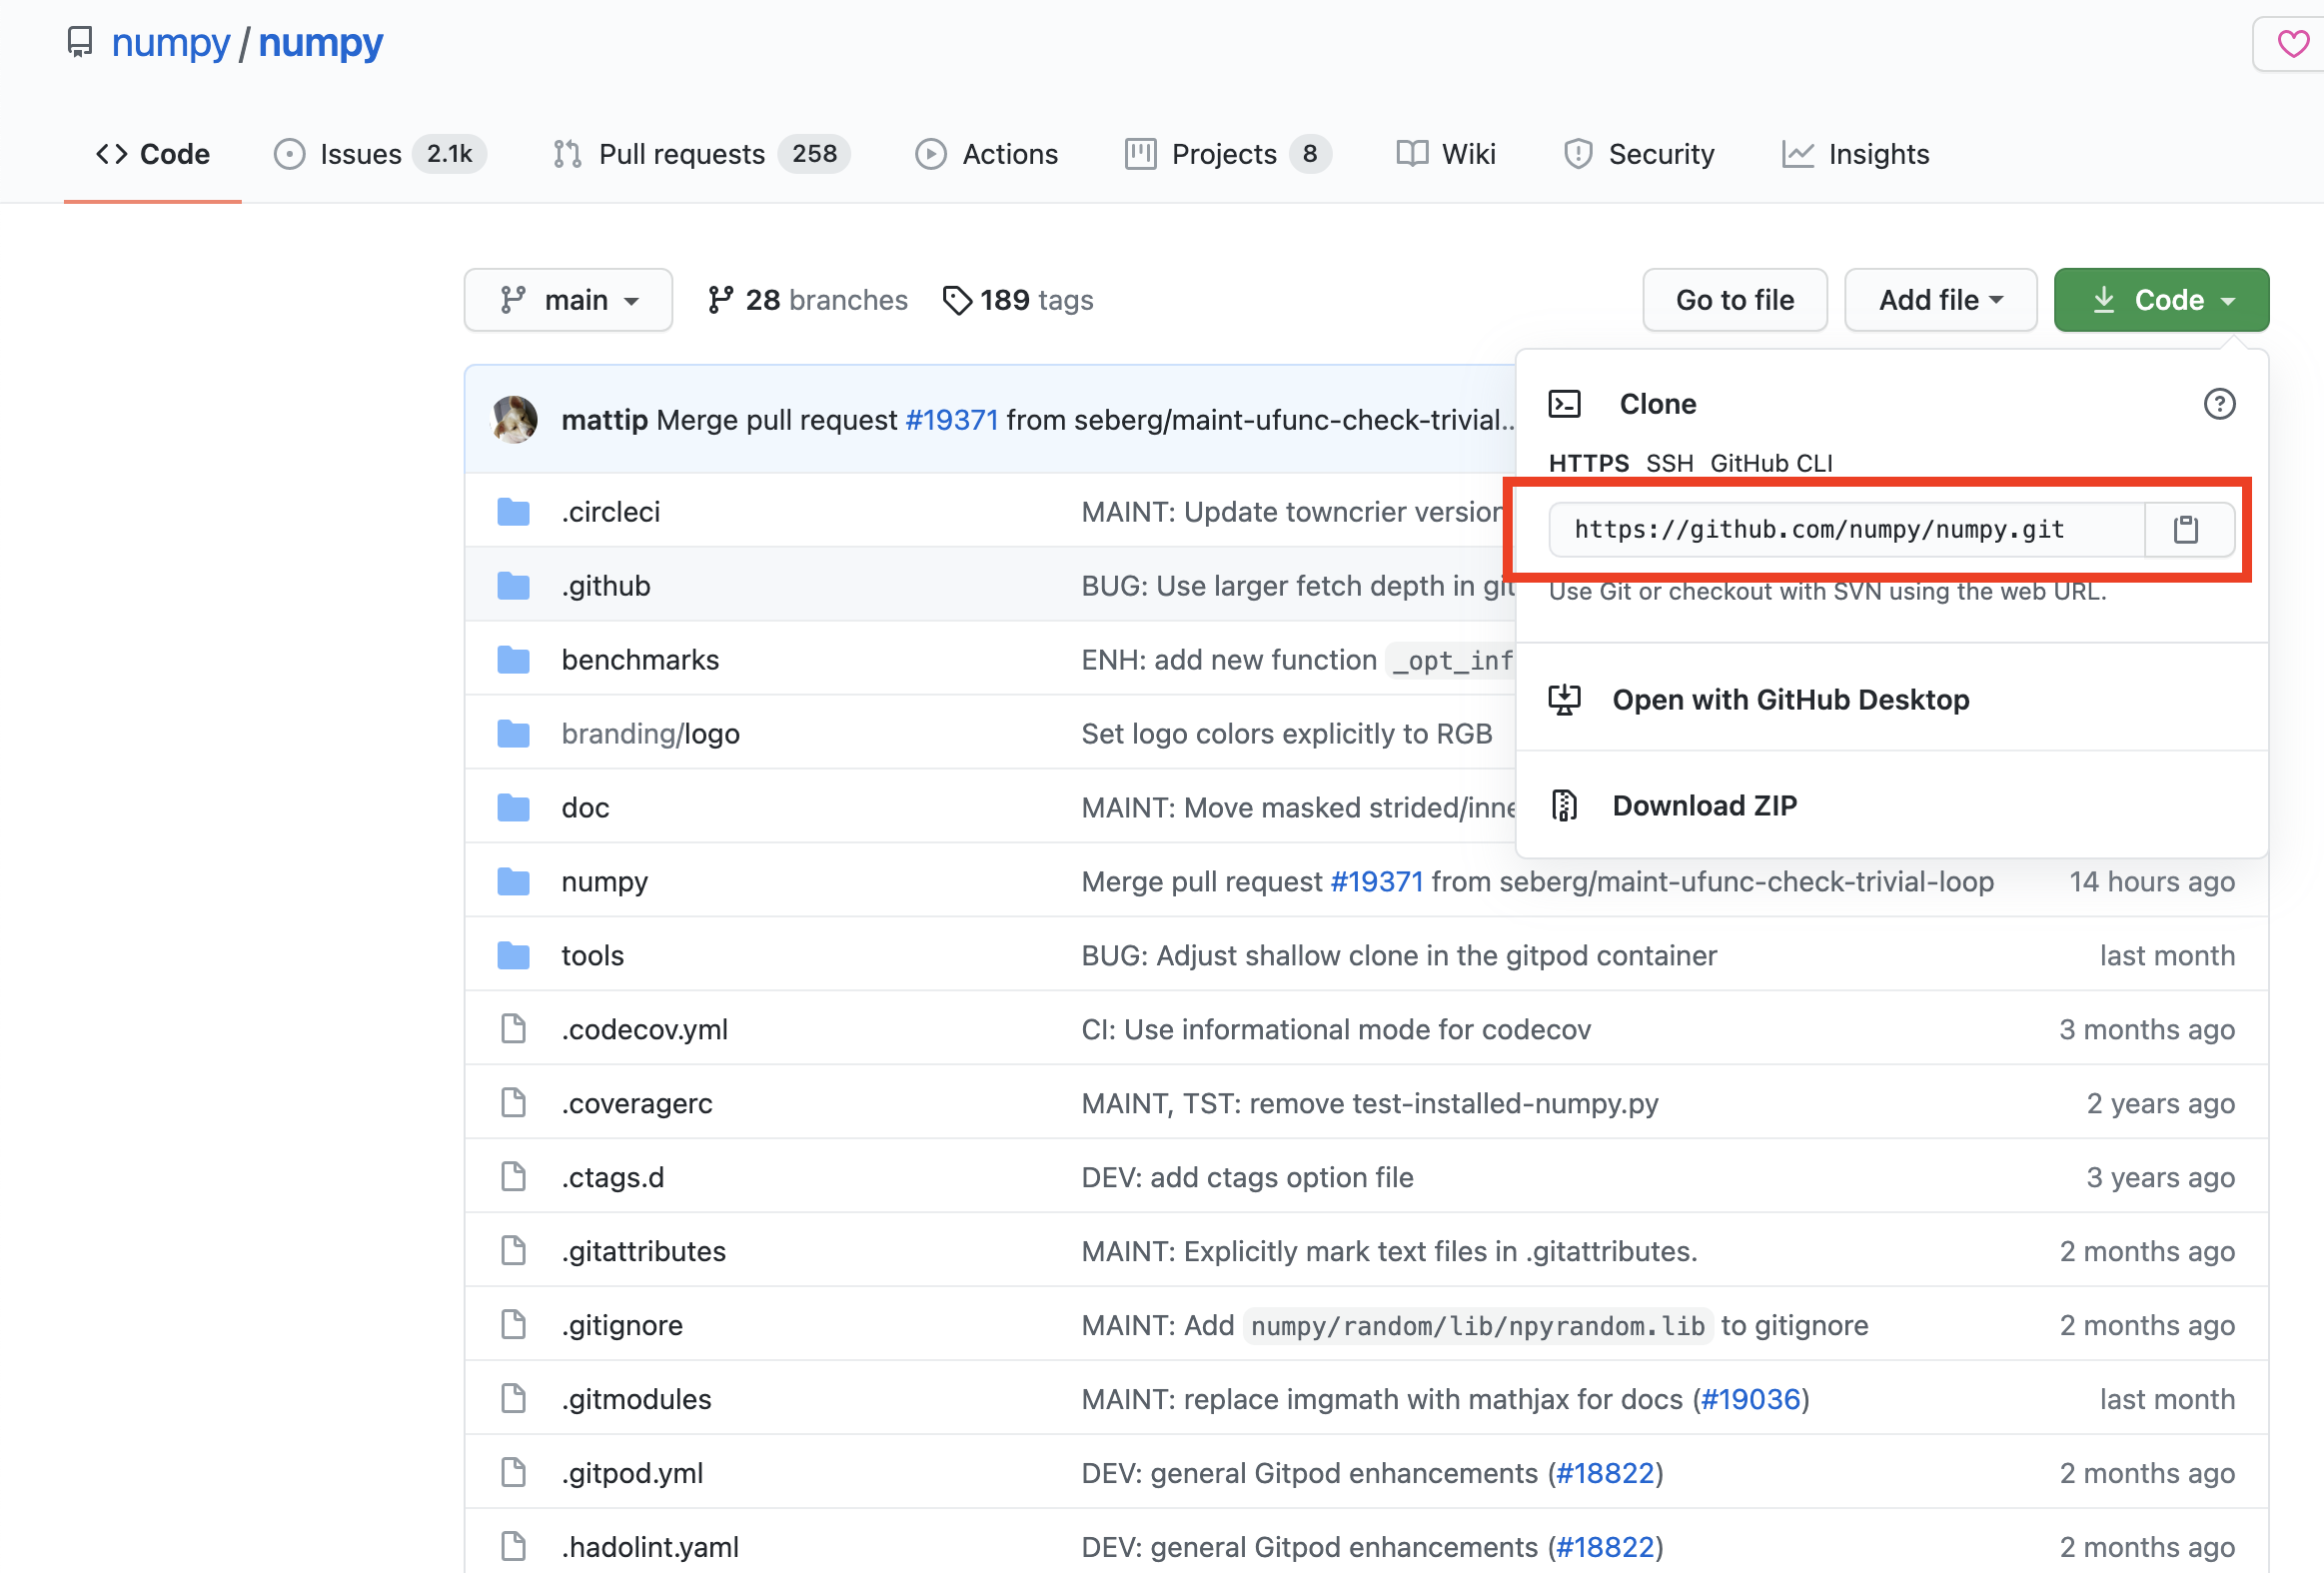 numpy / numpy
Code Issues 2.1k Pull requests 258 Actions Projects 8 Wiki Security Insights
main 28 branches 189 tags Go to file Add file Code
mattip Merge pull request #19371 from seberg/maint-ufunc-check-trivial..
Clone
HTTPS SSH GitHub CLI
https://github.com/numpy/numpy.git
Use Git or checkout with SVN using the web URL.
Open with GitHub Desktop
Download ZIP
.circleci MAINT: Update towncrier version
.github BUG: Use larger fetch depth in git
benchmarks ENH: add new function _opt_inf
branding/logo Set logo colors explicitly to RGB
doc MAINT: Move masked strided/inne
numpy Merge pull request #19371 from seberg/maint-ufunc-check-trivial-loop 14 hours ago
tools BUG: Adjust shallow clone in the gitpod container last month
.codecov.yml CI: Use informational mode for codecov 3 months ago
.coveragerc MAINT, TST: remove test-installed-numpy.py 2 years ago
.ctags.d DEV: add ctags option file 3 years ago
.gitattributes MAINT: Explicitly mark text files in .gitattributes. 2 months ago
.gitignore MAINT: Add numpy/random/lib/npyrandom.lib to gitignore 2 months ago
.gitmodules MAINT: replace imgmath with mathjax for docs (#19036) last month
.gitpod.yml DEV: general Gitpod enhancements (#18822) 2 months ago
.hadolint.yaml DEV: general Gitpod enhancements (#18822) 2 months ago